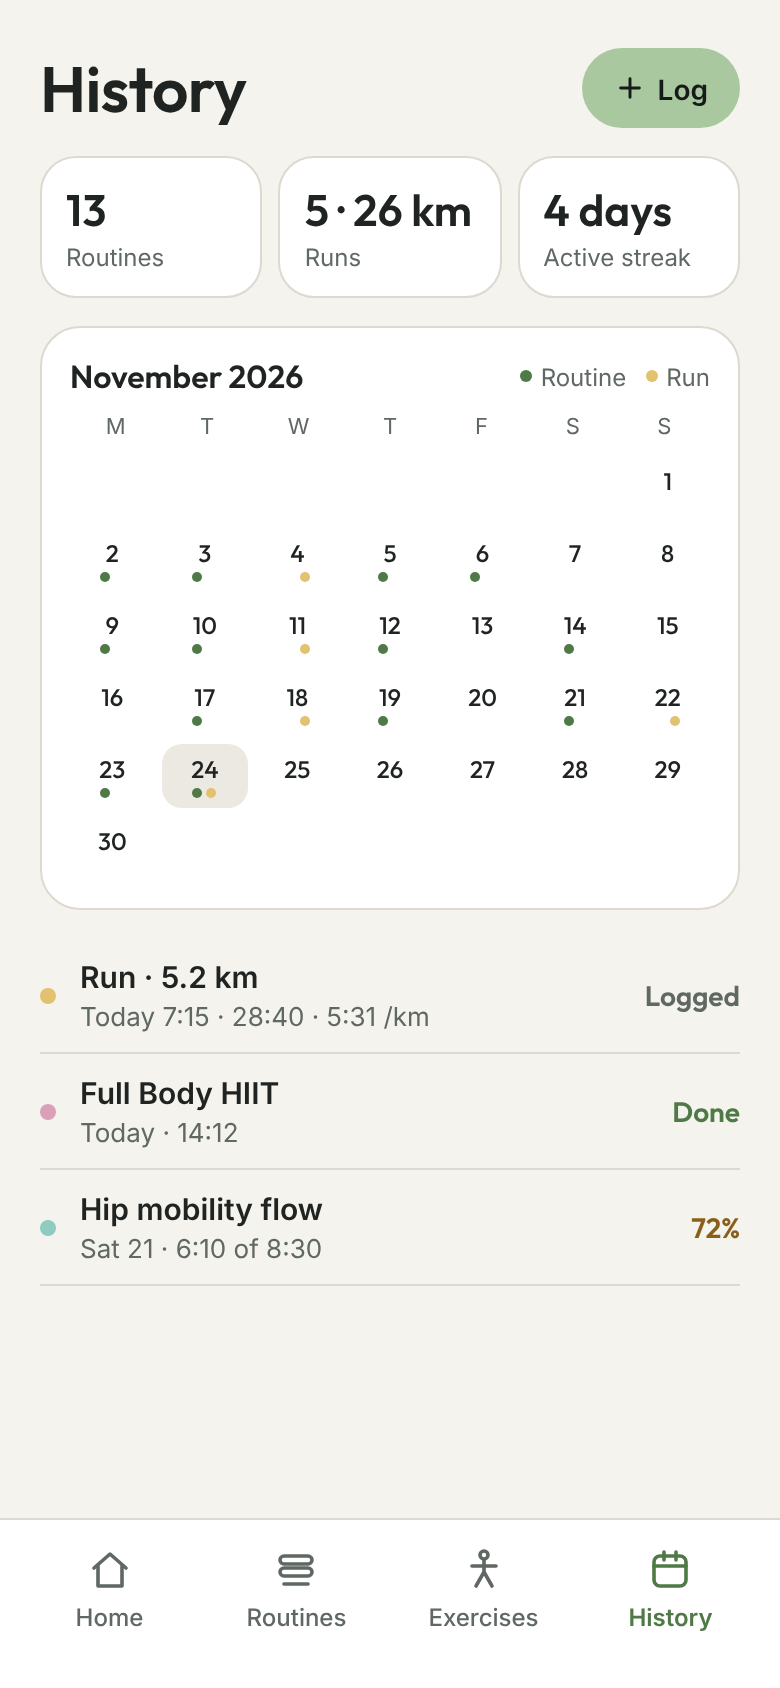 History
+ Log
13
Routines
5 · 26 km
Runs
4 days
Active streak
November 2026
Routine
Run
M T W T F S S
1
2 3 4 5 6 7 8
9 10 11 12 13 14 15
16 17 18 19 20 21 22
23 24 25 26 27 28 29
30
Run · 5.2 km
Today 7:15 · 28:40 · 5:31 /km
Logged
Full Body HIIT
Today · 14:12
Done
Hip mobility flow
Sat 21 · 6:10 of 8:30
72%
Home
Routines
Exercises
History